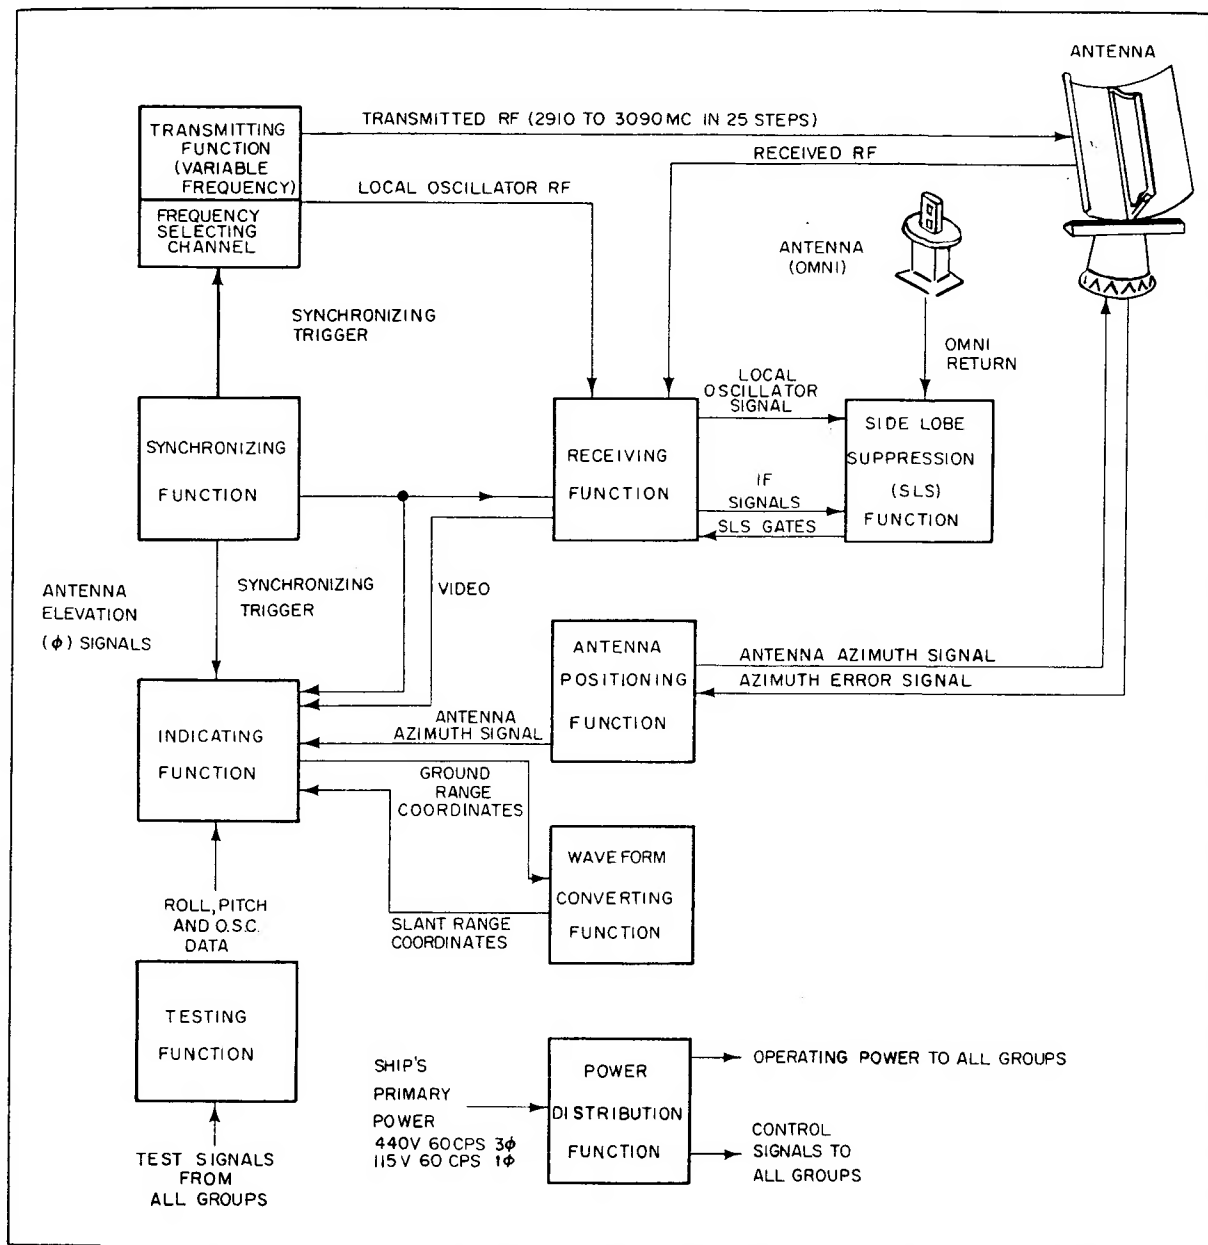 ANTENNA
TRANSMITTING
FUNCTION
(VARIABLE
FREQUENCY)
FREQUENCY
SELECTING
CHANNEL
TRANSMITTED RF (2910 TO 3090 MC IN 25 STEPS)
RECEIVED RF
LOCAL OSCILLATOR RF
ANTENNA
(OMNI)
SYNCHRONIZING
TRIGGER
OMNI
RETURN
SYNCHRONIZING
FUNCTION
RECEIVING
FUNCTION
LOCAL
OSCILLATOR
SIGNAL
IF
SIGNALS
SLS GATES
SIDE LOBE
SUPPRESSION
(SLS)
FUNCTION
ANTENNA
ELEVATION
(ϕ) SIGNALS
SYNCHRONIZING
TRIGGER
VIDEO
ANTENNA
POSITIONING
FUNCTION
ANTENNA AZIMUTH SIGNAL
AZIMUTH ERROR SIGNAL
INDICATING
FUNCTION
ANTENNA
AZIMUTH SIGNAL
GROUND
RANGE
COORDINATES
WAVEFORM
CONVERTING
FUNCTION
SLANT RANGE
COORDINATES
ROLL, PITCH
AND O.S.C.
DATA
TESTING
FUNCTION
TEST SIGNALS
FROM
ALL GROUPS
SHIP'S
PRIMARY
POWER
440V 60 CPS 3ϕ
115V 60 CPS 1ϕ
POWER
DISTRIBUTION
FUNCTION
OPERATING POWER TO ALL GROUPS
CONTROL
SIGNALS TO
ALL GROUPS